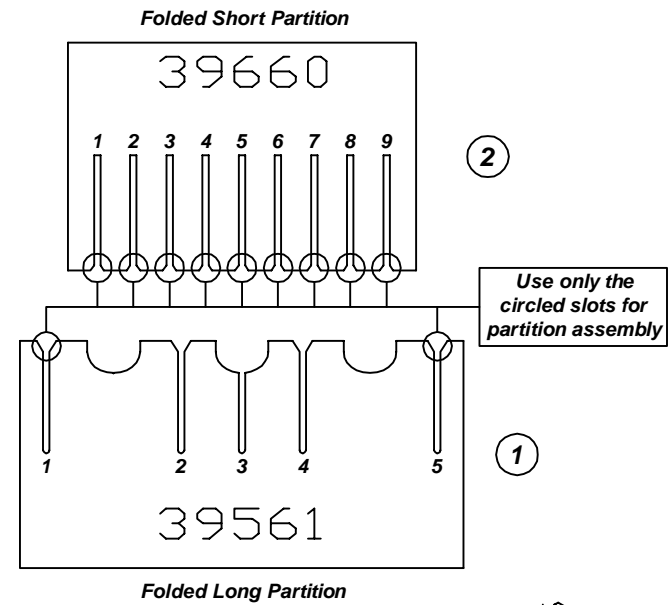 Folded Short Partition
39660
1 2 3 4 5 6 7 8 9
2
Use only the
circled slots for
partition assembly
1 2 3 4 5
1
39561
Folded Long Partition